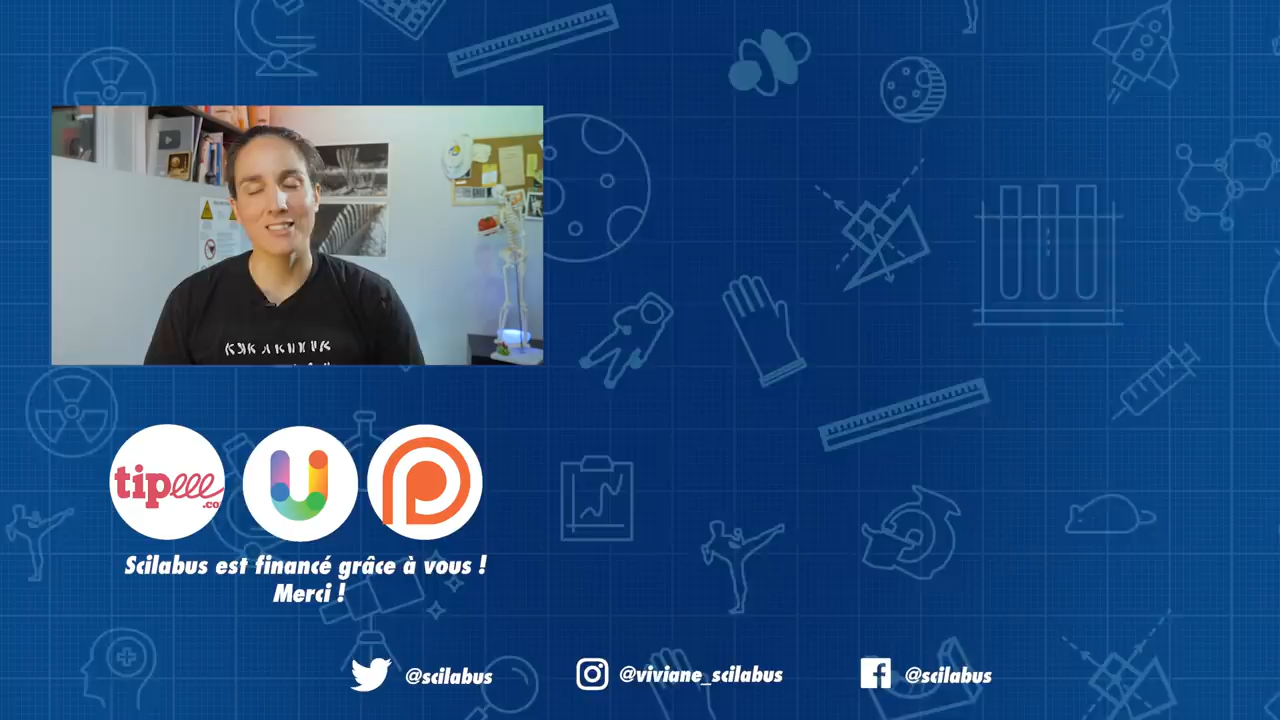 tipeee
.co
Scilabus est financé grâce à vous !
Merci !
@scilabus
@viviane_scilabus
@scilabus